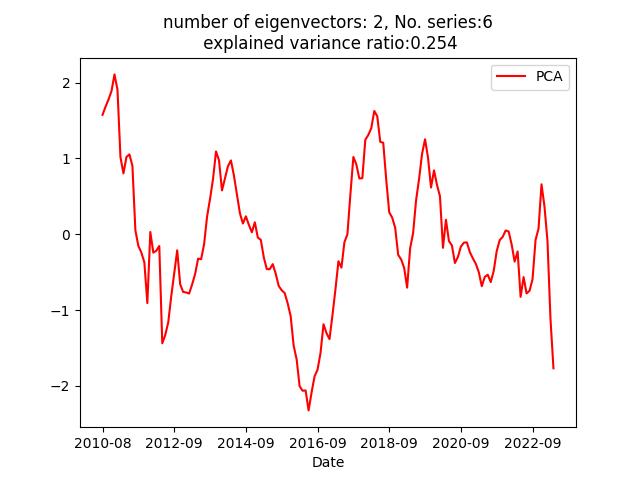 number of eigenvectors: 2, No. series:6
explained variance ratio:0.254
PCA
2
1
0
−1
−2
2010-08 2012-09 2014-09 2016-09 2018-09 2020-09 2022-09
Date